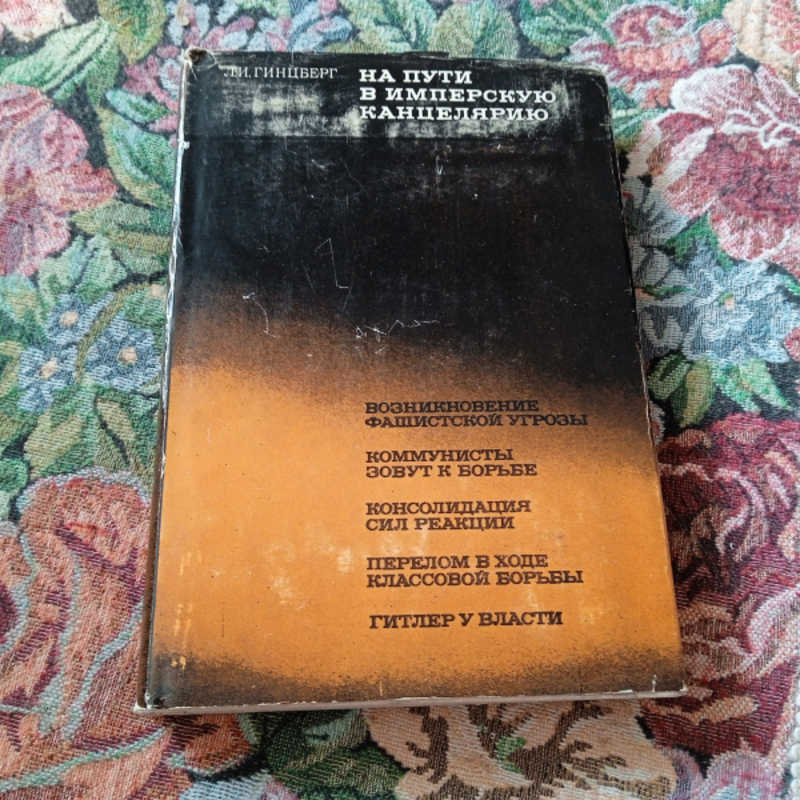 Л.И. ГИНЦБЕРГ
НА ПУТИ
В ИМПЕРСКУЮ
КАНЦЕЛЯРИЮ
ВОЗНИКНОВЕНИЕ
ФАШИСТСКОЙ УГРОЗЫ
КОММУНИСТЫ
ЗОВУТ К БОРЬБЕ
КОНСОЛИДАЦИЯ
СИЛ РЕАКЦИИ
ПЕРЕЛОМ В ХОДЕ
КЛАССОВОЙ БОРЬБЫ
ГИТЛЕР У ВЛАСТИ